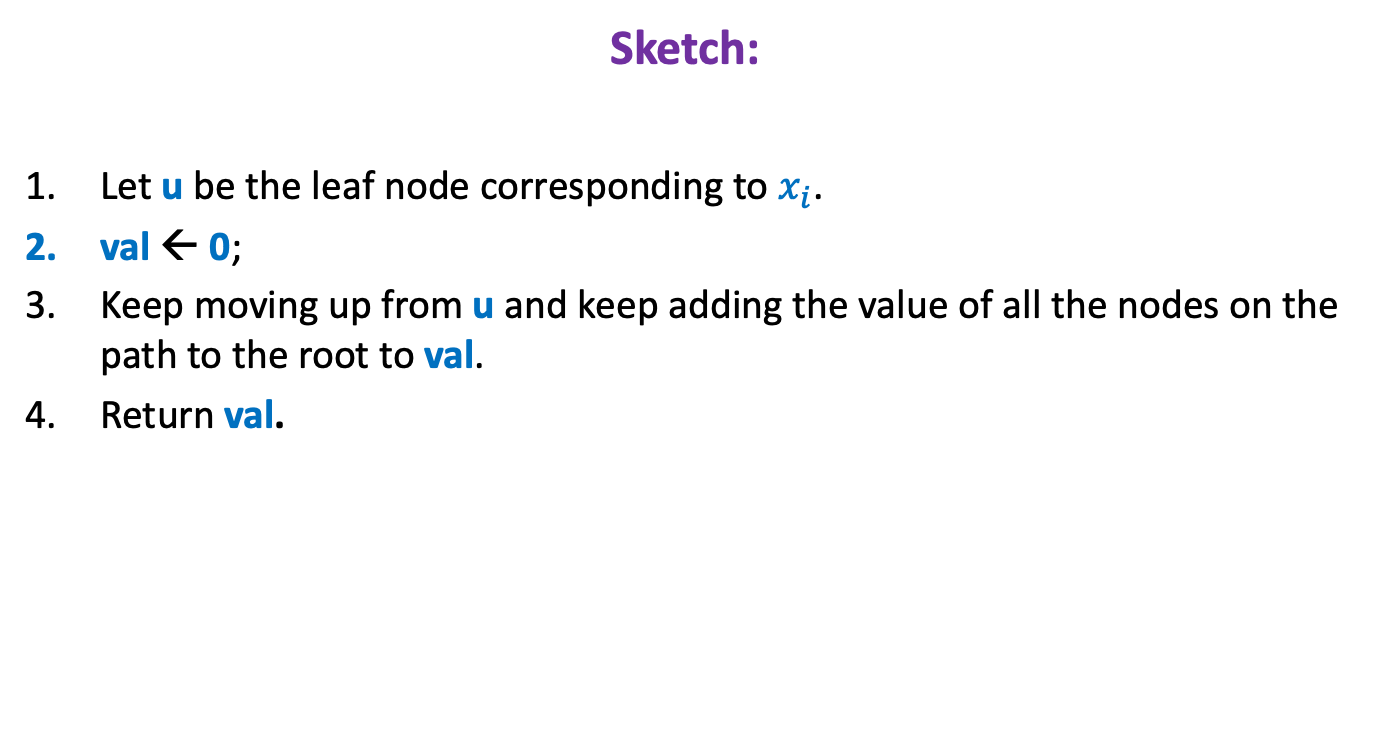 Sketch:
1. Let u be the leaf node corresponding to xᵢ.
2. val ← 0;
3. Keep moving up from u and keep adding the value of all the nodes on the
path to the root to val.
4. Return val.